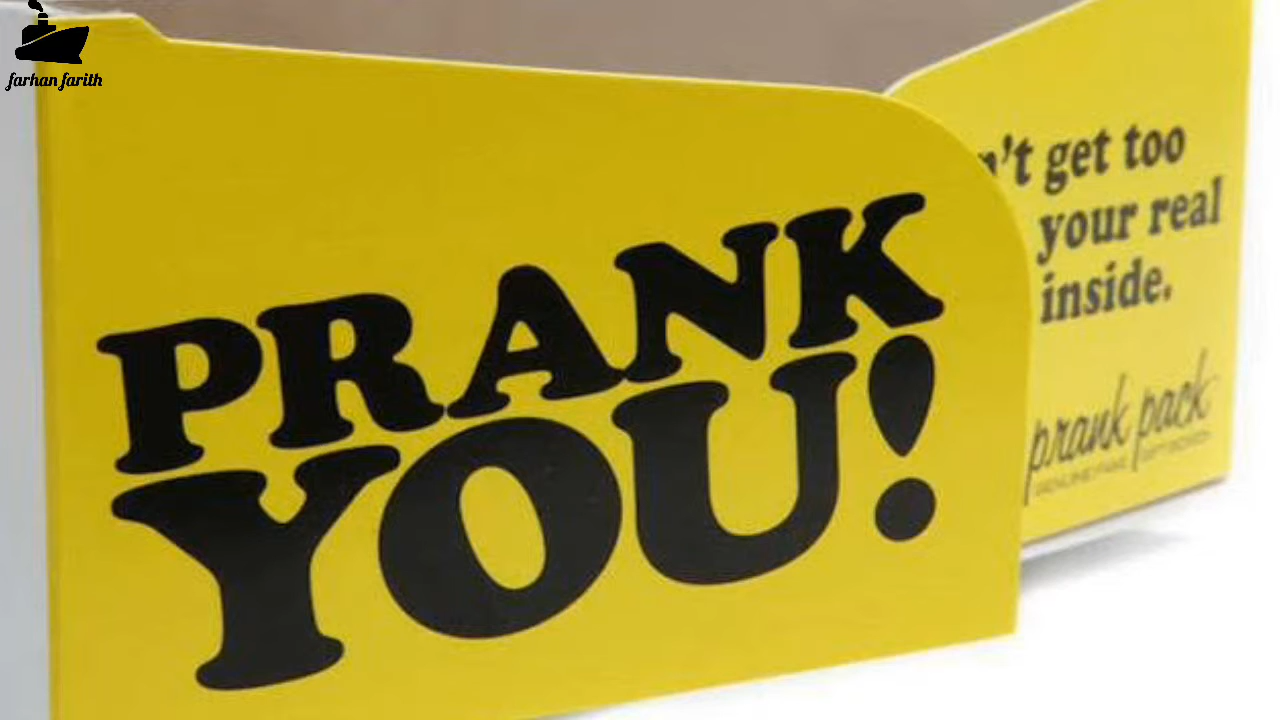 farhan farith
PRANK
YOU!
n't get too
your real
inside.
prank pack